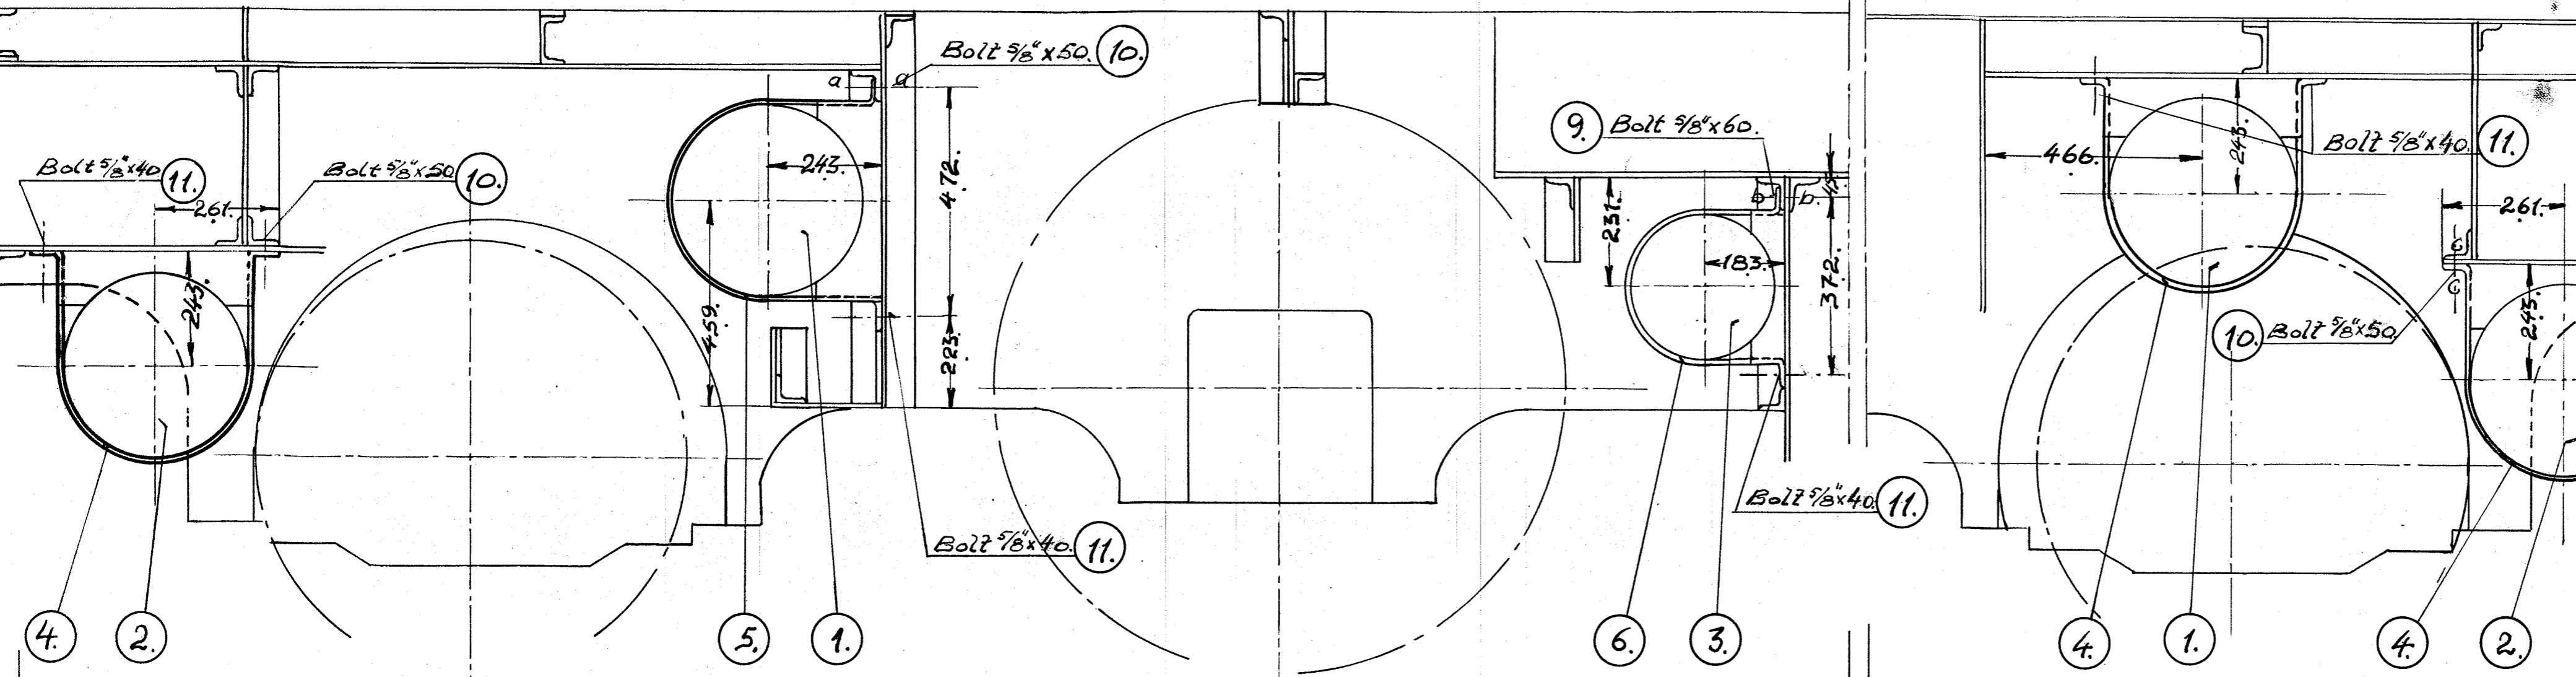 Bolt 5/8" x 50. 10.
a a
9. Bolt 5/8" x 60.
Bolt 5/8" x 40 11.
Bolt 5/8" x 50 10.
243.
472.
45
466.
243.
Bolt 5/8" x 40. 11.
261.
231.
b b.
261.
183.
372.
c
c
243.
459.
223.
10. Bolt 5/8" x 50.
243.
Bolt 5/8" x 40. 11.
Bolt 5/8" x 40. 11.
4. 2. 5. 1. 6. 3. 4. 1. 4. 2.